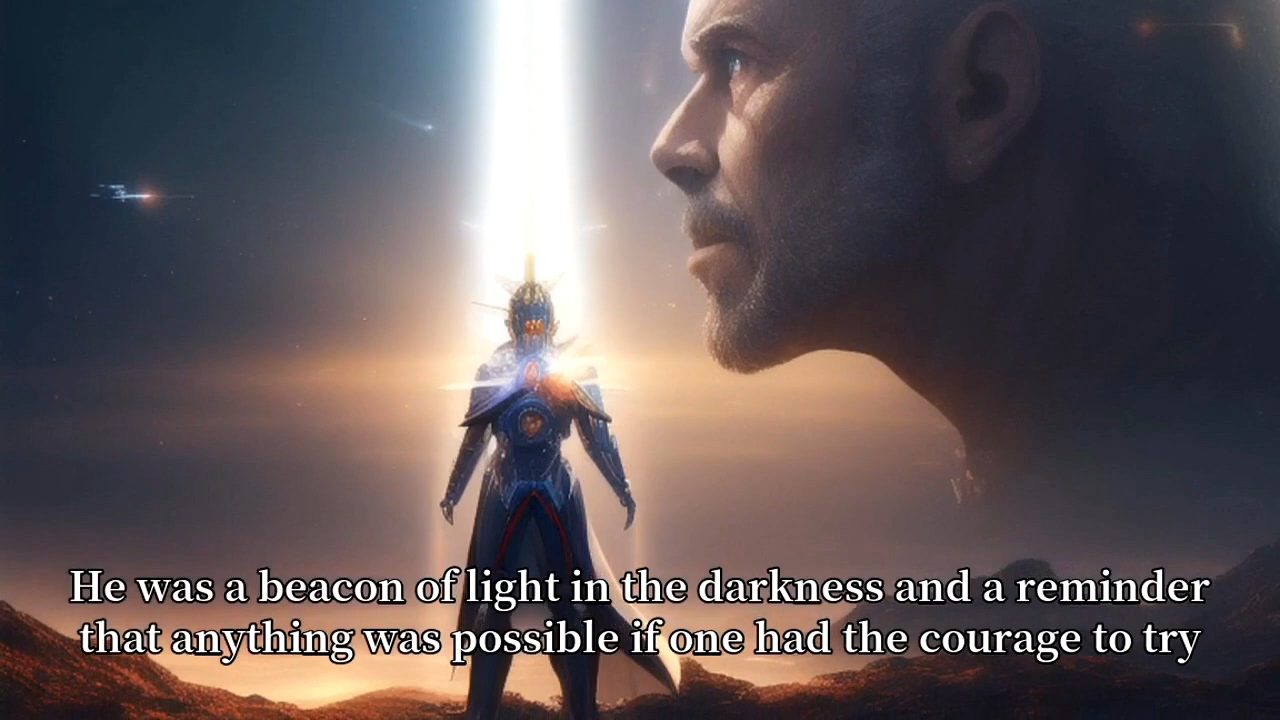 He was a beacon of light in the darkness and a reminder
that anything was possible if one had the courage to try